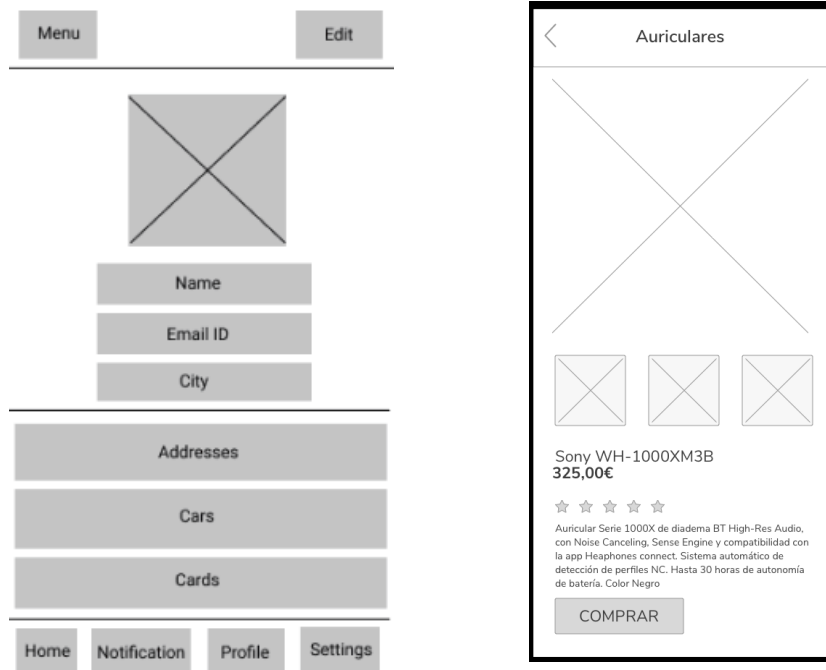 Menu
Edit
Name
Email ID
City
Addresses
Cars
Cards
Home
Notification
Profile
Settings
Auriculares
Sony WH-1000XM3B
325,00€
Auricular Serie 1000X de diadema BT High-Res Audio,
con Noise Canceling, Sense Engine y compatibilidad con
la app Heaphones connect. Sistema automático de
detección de perfiles NC. Hasta 30 horas de autonomía
de batería. Color Negro
COMPRAR